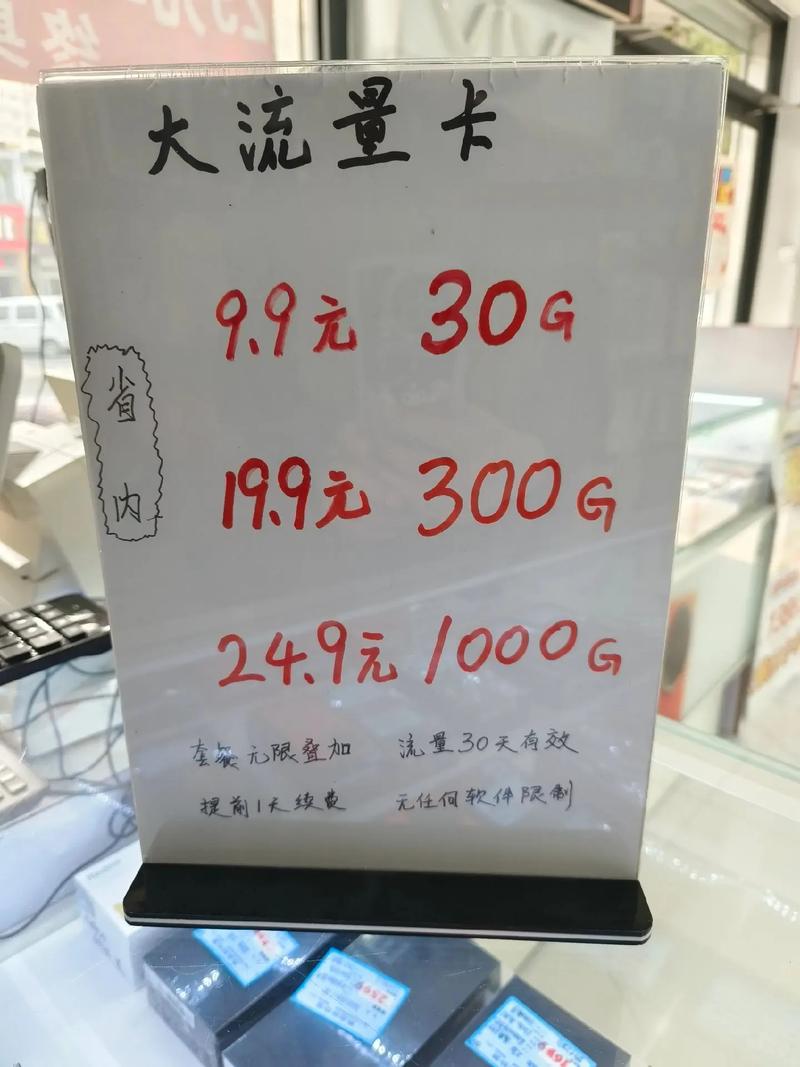 大流量卡
省内
9.9元 30G
19.9元 300G
24.9元 1000G
套餐无限叠加 流量30天有效
提前1天续费 无任何软件限制